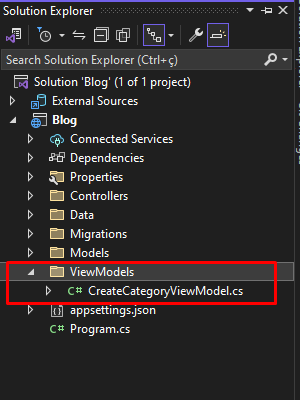 Solution Explorer
Search Solution Explorer (Ctrl+ç)
Solution 'Blog' (1 of 1 project)
External Sources
Blog
Connected Services
Dependencies
Properties
Controllers
Data
Migrations
Models
ViewModels
C# CreateCategoryViewModel.cs
appsettings.json
C# Program.cs